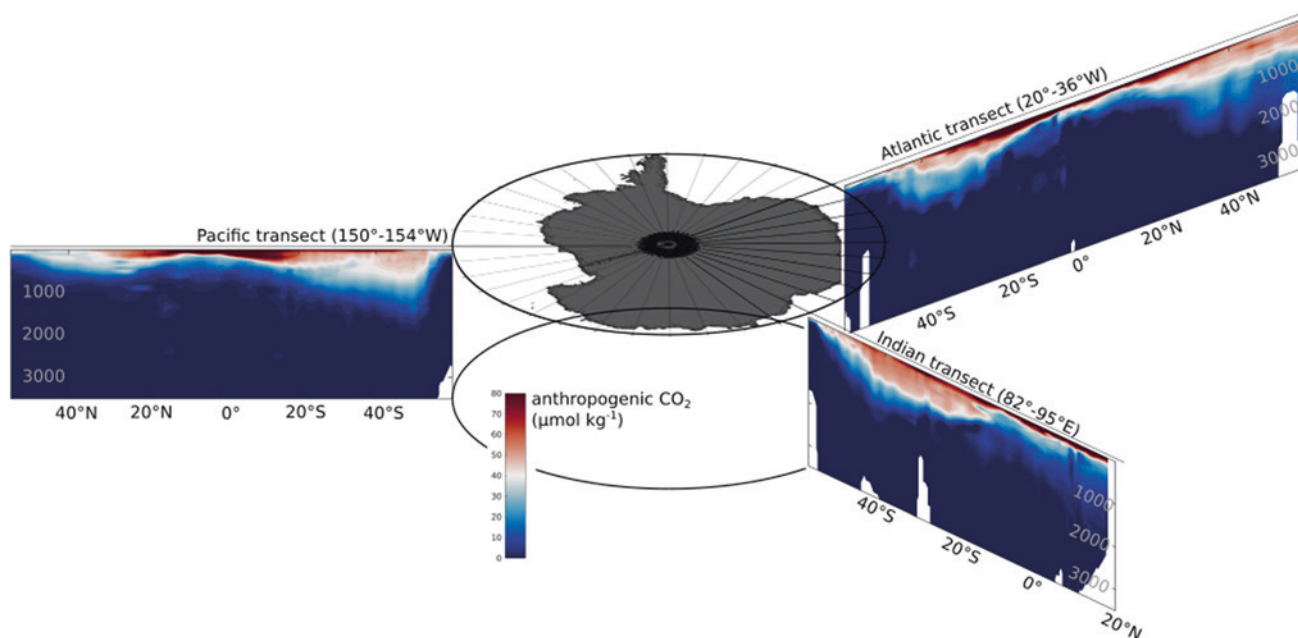 Atlantic transect (20°-36°W)
1000
2000
3000
40°S
20°S
0°
20°N
40°N
Pacific transect (150°-154°W)
1000
2000
3000
40°N
20°N
0°
20°S
40°S
Indian transect (82°-95°E)
1000
2000
3000
40°S
20°S
0°
20°N
anthropogenic CO₂
(µmol kg⁻¹)
80
70
60
50
40
30
20
10
0